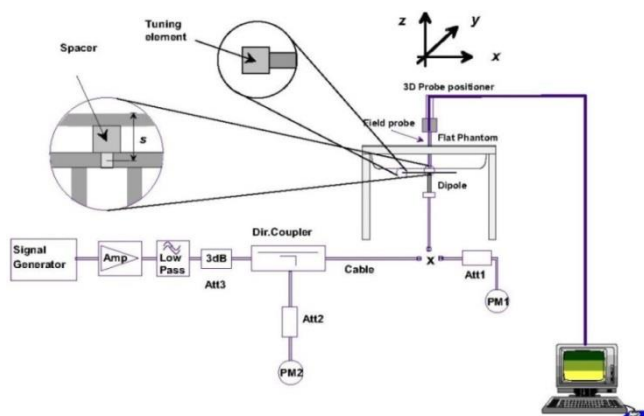 Tuning
element
Spacer
s
z
y
x
3D Probe positioner
Field probe
Flat Phantom
Dipole
Signal
Generator
Amp
Low
Pass
3dB
Att3
Dir.Coupler
Cable
x
Att1
PM1
Att2
PM2